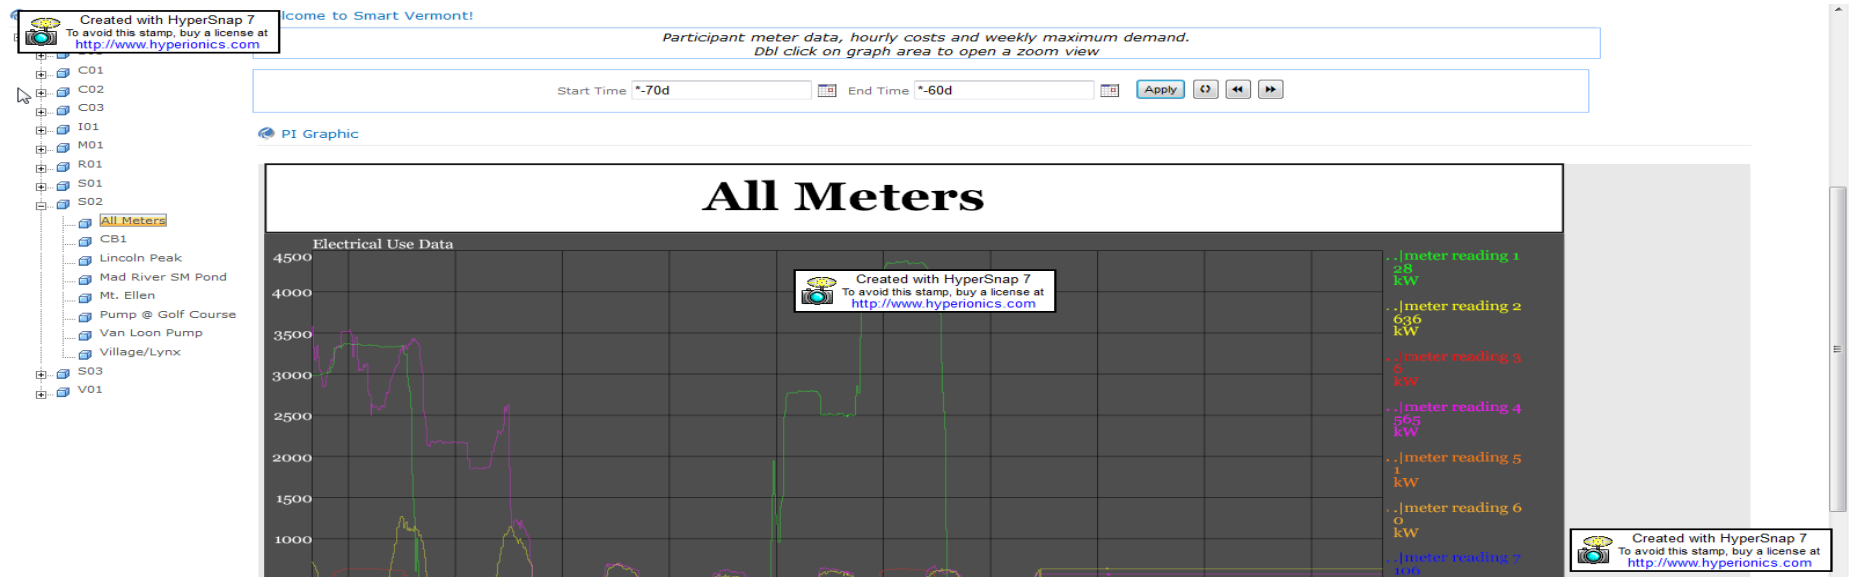 Created with HyperSnap 7
To avoid this stamp, buy a license at
http://www.hyperionics.com
lcome to Smart Vermont!
Participant meter data, hourly costs and weekly maximum demand.
Dbl click on graph area to open a zoom view
C01
C02
C03
I01
M01
R01
S01
S02
All Meters
CB1
Lincoln Peak
Mad River SM Pond
Mt. Ellen
Pump @ Golf Course
Van Loon Pump
Village/Lynx
S03
V01
Start Time *-70d End Time *-60d Apply
PI Graphic
All Meters
Electrical Use Data
4500
4000
3500
3000
2500
2000
1500
1000
Created with HyperSnap 7
To avoid this stamp, buy a license at
http://www.hyperionics.com
..|meter reading 1
28
kW
..|meter reading 2
636
kW
..|meter reading 3
6
kW
..|meter reading 4
565
kW
..|meter reading 5
1
kW
..|meter reading 6
0
kW
..|meter reading 7
106
Created with HyperSnap 7
To avoid this stamp, buy a license at
http://www.hyperionics.com